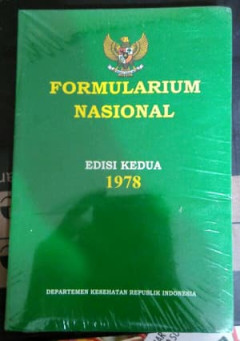 FORMULARIUM
NASIONAL
EDISI KEDUA
1978
DEPARTEMEN KESEHATAN REPUBLIK INDONESIA